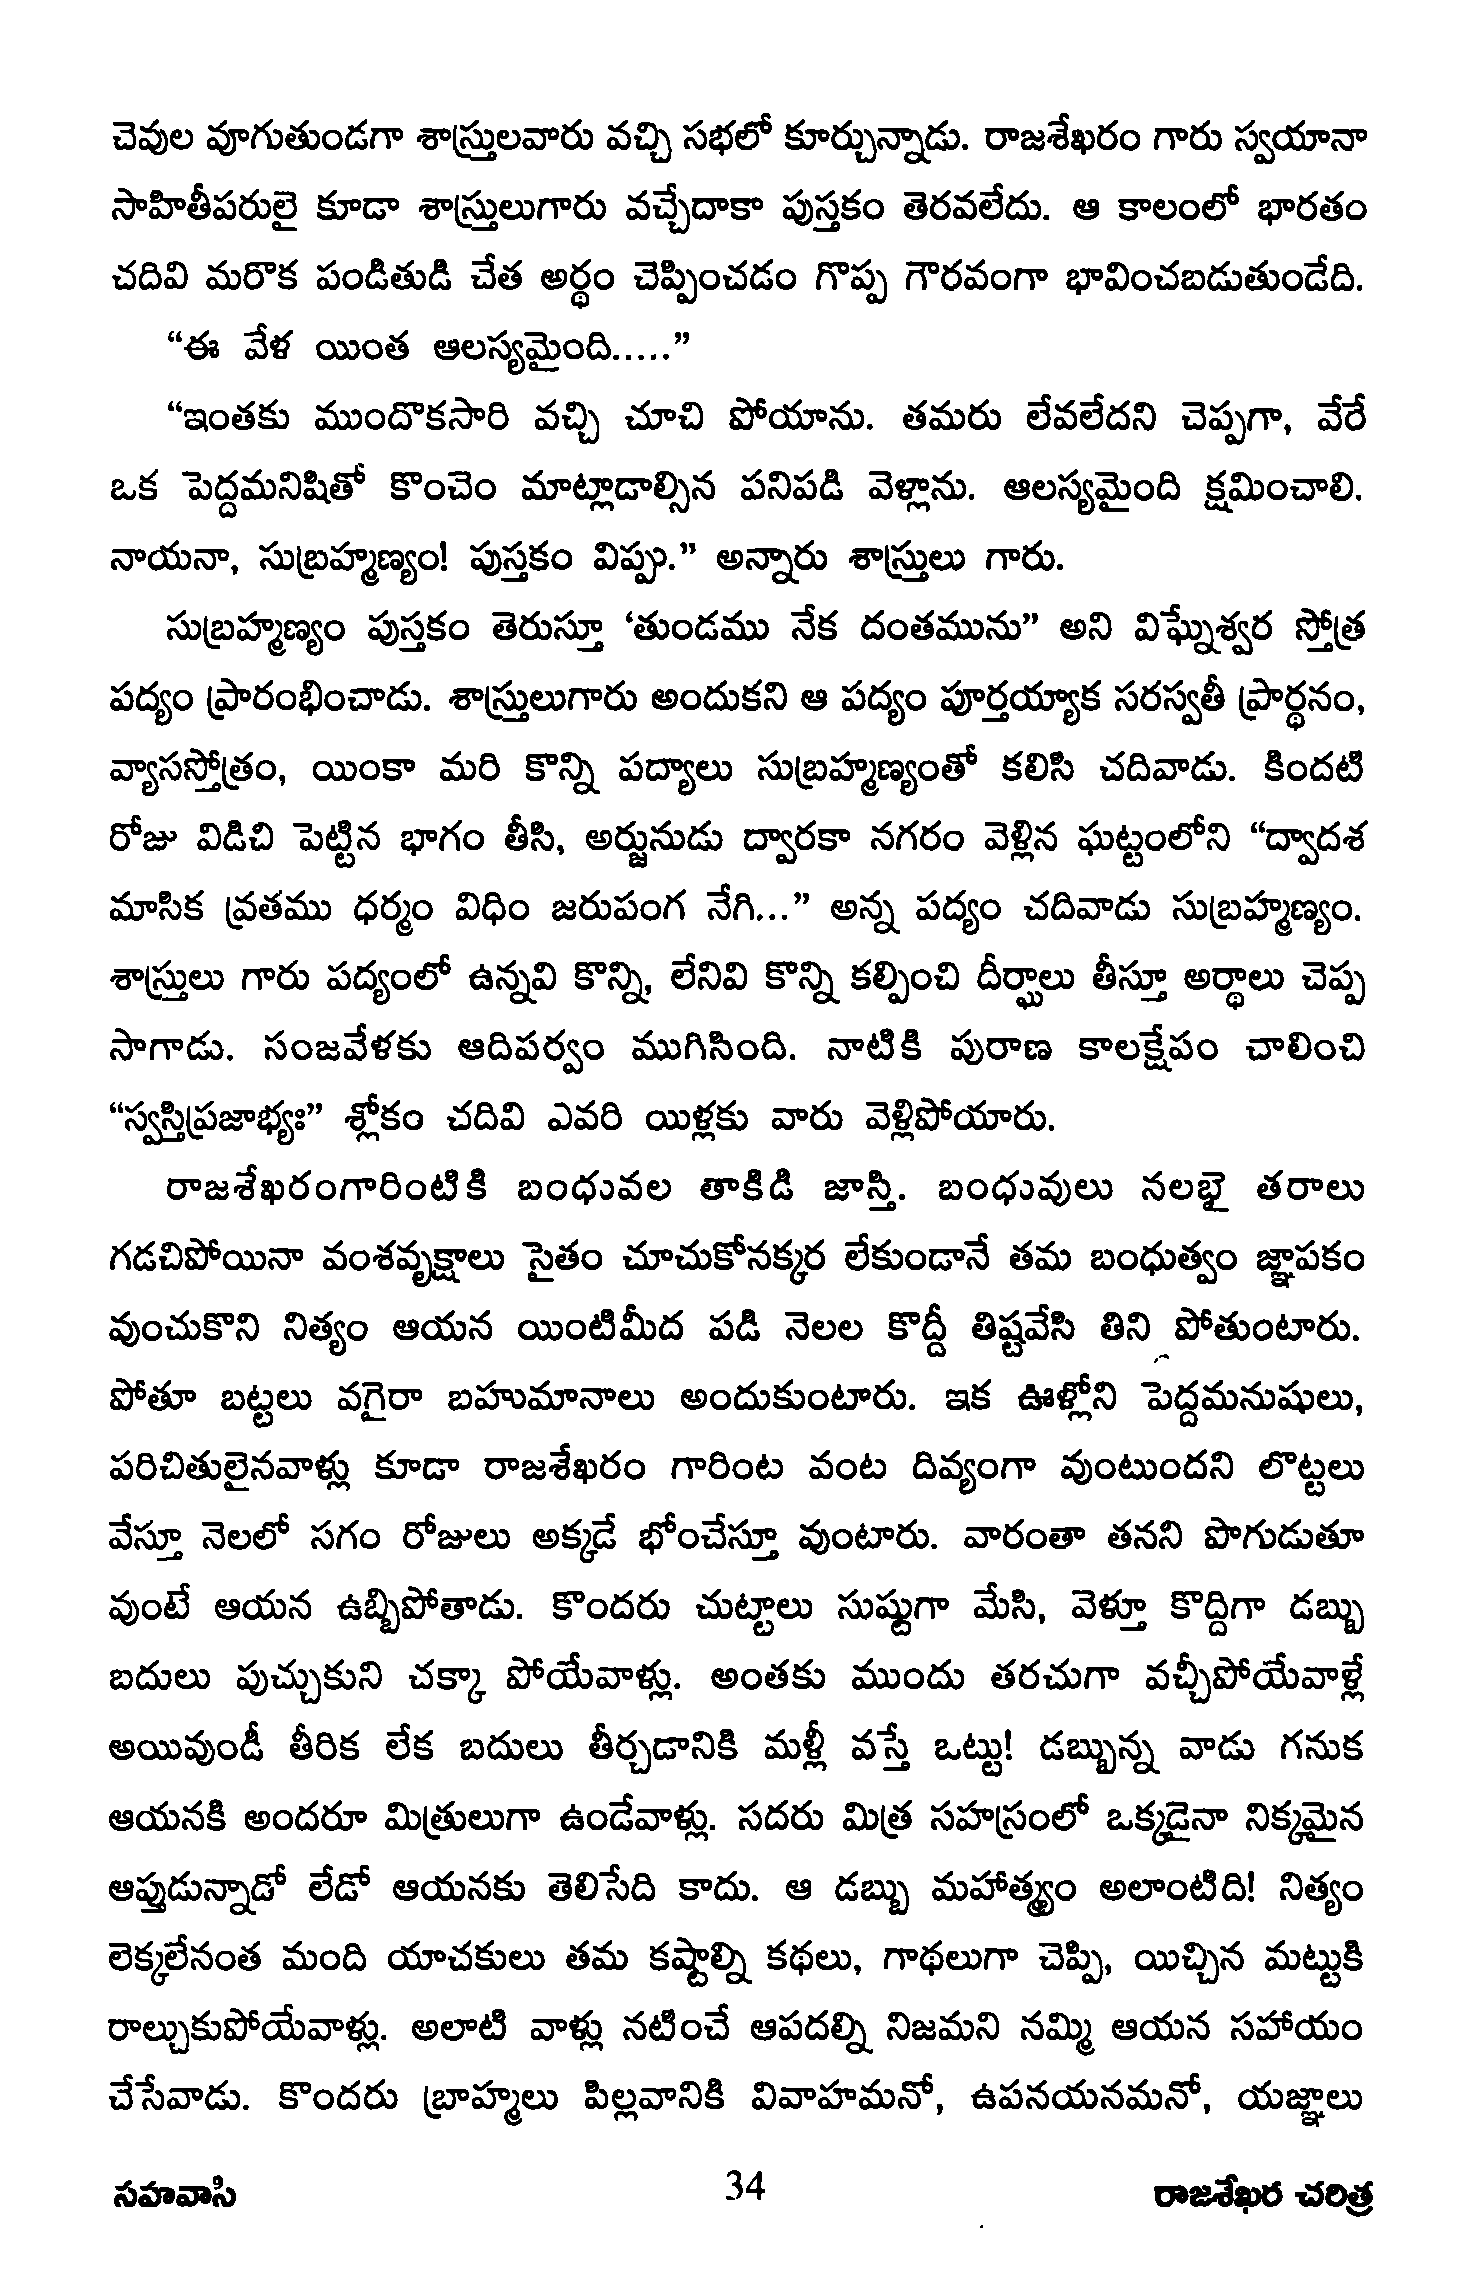 చెవుల వూగుతుండగా శాస్త్రులవారు వచ్చి సభలో కూర్చున్నాడు. రాజశేఖరం గారు స్వయానా
సాహితీపరులై కూడా శాస్త్రులుగారు వచ్చేదాకా పుస్తకం తెరవలేదు. ఆ కాలంలో భారతం
చదివి మరొక పండితుడి చేత అర్థం చెప్పించడం గొప్ప గౌరవంగా భావించబడుతుండేది.
“ఈ వేళ యింత ఆలస్యమైంది.....”
“ఇంతకు ముందొకసారి వచ్చి చూచి పోయాను. తమరు లేవలేదని చెప్పగా, వేరే
ఒక పెద్దమనిషితో కొంచెం మాట్లాడాల్సిన పనిపడి వెళ్లాను. ఆలస్యమైంది క్షమించాలి.
నాయనా, సుబ్రహ్మణ్యం! పుస్తకం విప్పు.” అన్నారు శాస్త్రులు గారు.
సుబ్రహ్మణ్యం పుస్తకం తెరుస్తూ ‘తుండము నేక దంతమును” అని విఘ్నేశ్వర స్తోత్ర
పద్యం ప్రారంభించాడు. శాస్త్రులుగారు అందుకని ఆ పద్యం పూర్తయ్యాక సరస్వతీ ప్రార్థనం,
వ్యాసస్తోత్రం, యింకా మరి కొన్ని పద్యాలు సుబ్రహ్మణ్యంతో కలిసి చదివాడు. కిందటి
రోజు విడిచి పెట్టిన భాగం తీసి, అర్జునుడు ద్వారకా నగరం వెళ్లిన ఘట్టంలోని “ద్వాదశ
మాసిక వ్రతము ధర్మం విధిం జరుపంగ నేగి...” అన్న పద్యం చదివాడు సుబ్రహ్మణ్యం.
శాస్త్రులు గారు పద్యంలో ఉన్నవి కొన్ని, లేనివి కొన్ని కల్పించి దీర్ఘాలు తీస్తూ అర్థాలు చెప్ప
సాగాడు. సంజవేళకు ఆదిపర్వం ముగిసింది. నాటికి పురాణ కాలక్షేపం చాలించి
“స్వస్తిప్రజాభ్యః” శ్లోకం చదివి ఎవరి యిళ్లకు వారు వెళ్లిపోయారు.
రాజశేఖరంగారింటికి బంధువల తాకిడి జాస్తి. బంధువులు నలభై తరాలు
గడచిపోయినా వంశవృక్షాలు సైతం చూచుకోనక్కర లేకుండానే తమ బంధుత్వం జ్ఞాపకం
వుంచుకొని నిత్యం ఆయన యింటిమీద పడి నెలల కొద్దీ తిష్టవేసి తిని పోతుంటారు.
పోతూ బట్టలు వగైరా బహుమానాలు అందుకుంటారు. ఇక ఊళ్లోని పెద్దమనుషులు,
పరిచితులైనవాళ్లు కూడా రాజశేఖరం గారింట వంట దివ్యంగా వుంటుందని లొట్టలు
వేస్తూ నెలలో సగం రోజులు అక్కడే భోంచేస్తూ వుంటారు. వారంతా తనని పొగుడుతూ
వుంటే ఆయన ఉబ్బిపోతాడు. కొందరు చుట్టాలు సుష్టుగా మేసి, వెళ్తూ కొద్దిగా డబ్బు
బదులు పుచ్చుకుని చక్కా పోయేవాళ్లు. అంతకు ముందు తరచుగా వచ్చీపోయేవాళ్లే
అయివుండీ తీరిక లేక బదులు తీర్చడానికి మళ్లీ వస్తే ఒట్టు! డబ్బున్న వాడు గనుక
ఆయనకి అందరూ మిత్రులుగా ఉండేవాళ్లు. సదరు మిత్ర సహస్రంలో ఒక్కడైనా నిక్కమైన
ఆప్తుడున్నాడో లేడో ఆయనకు తెలిసేది కాదు. ఆ డబ్బు మహాత్మ్యం అలాంటిది! నిత్యం
లెక్కలేనంత మంది యాచకులు తమ కష్టాల్ని కథలు, గాథలుగా చెప్పి, యిచ్చిన మట్టుకి
రాల్చుకుపోయేవాళ్లు. అలాటి వాళ్లు నటించే ఆపదల్ని నిజమని నమ్మి ఆయన సహాయం
చేసేవాడు. కొందరు బ్రాహ్మలు పిల్లవానికి వివాహమనో, ఉపనయనమనో, యజ్ఞాలు
సహవాసి 34 రాజశేఖర చరిత్ర